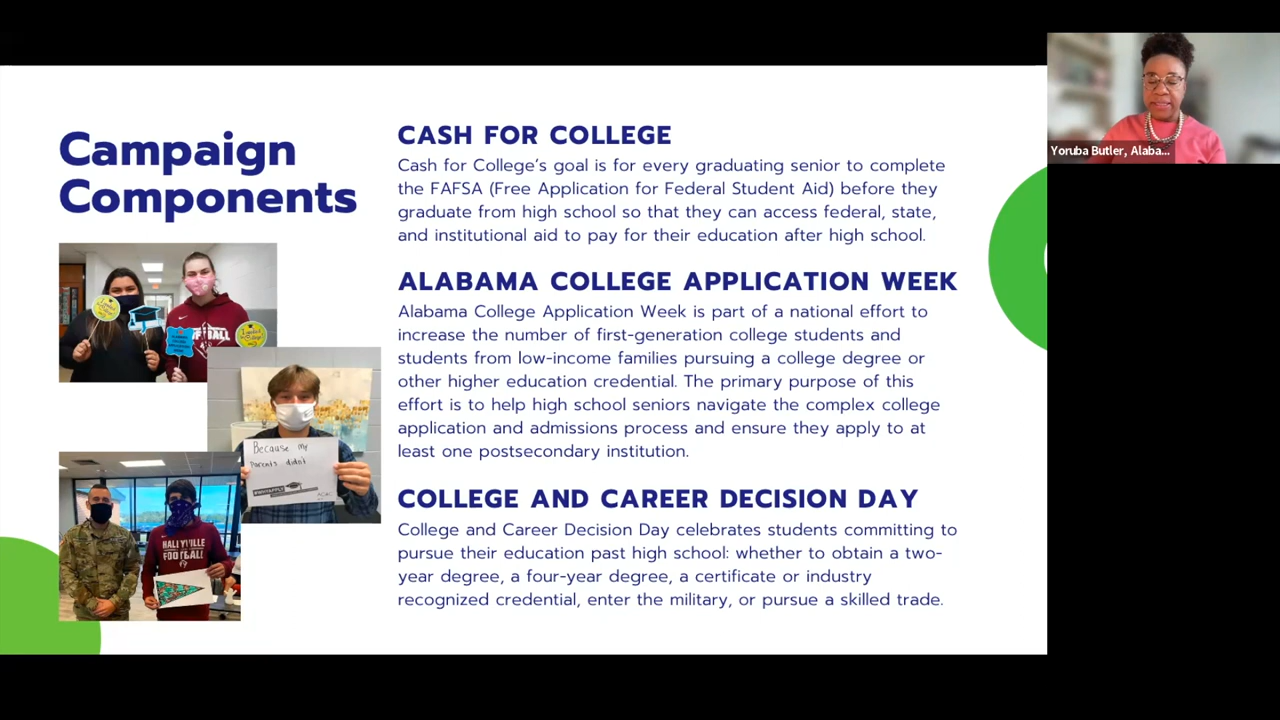 Campaign
Components
CASH FOR COLLEGE
Cash for College's goal is for every graduating senior to complete
the FAFSA (Free Application for Federal Student Aid) before they
graduate from high school so that they can access federal, state,
and institutional aid to pay for their education after high school.
ALABAMA COLLEGE APPLICATION WEEK
Alabama College Application Week is part of a national effort to
increase the number of first-generation college students and
students from low-income families pursuing a college degree or
other higher education credential. The primary purpose of this
effort is to help high school seniors navigate the complex college
application and admissions process and ensure they apply to at
least one postsecondary institution.
COLLEGE AND CAREER DECISION DAY
College and Career Decision Day celebrates students committing to
pursue their education past high school: whether to obtain a two-
year degree, a four-year degree, a certificate or industry
recognized credential, enter the military, or pursue a skilled trade.
Because my
parents didn't
#WHYAPPLY
FOOTBALL
Yoruba Butler, Alaba...